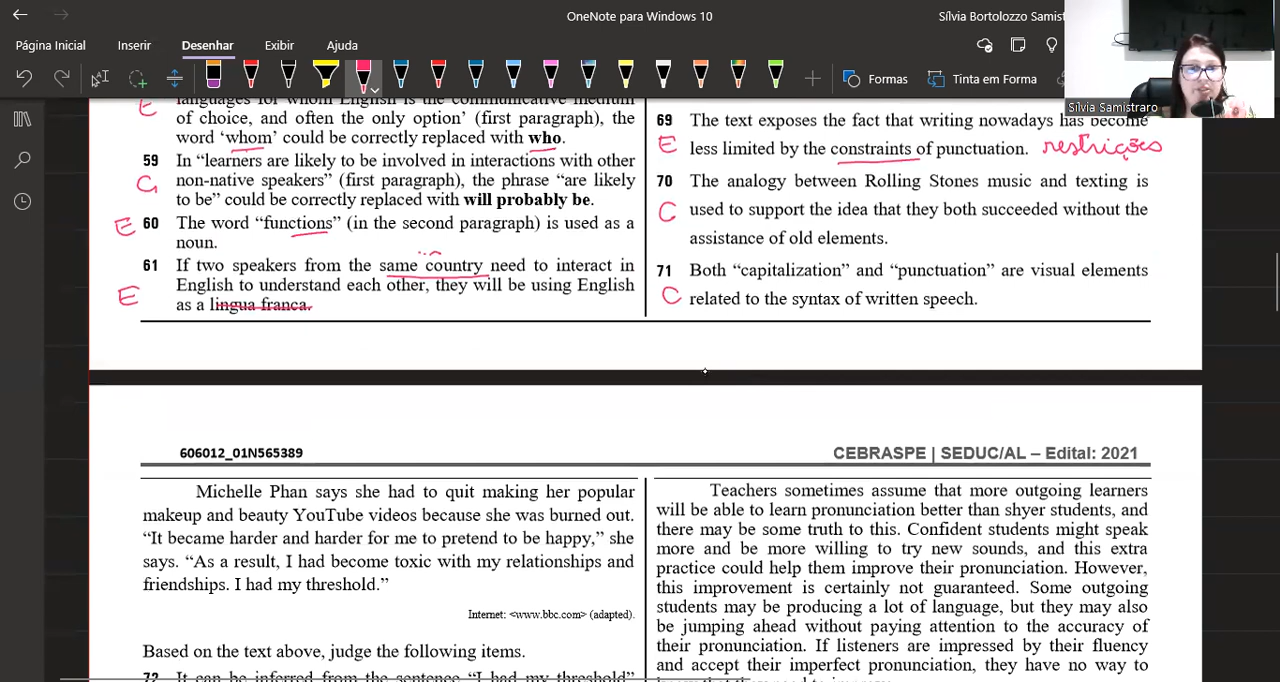 OneNote para Windows 10
Sílvia Bortolozzo Samist
Página Inicial Inserir Desenhar Exibir Ajuda
Formas Tinta em Forma
Sílvia Samistraro
languages for whom English is the communicative medium
E of choice, and often the only option’ (first paragraph), the
word ‘whom’ could be correctly replaced with who.
59 In “learners are likely to be involved in interactions with other
C non-native speakers” (first paragraph), the phrase “are likely
to be” could be correctly replaced with will probably be.
E 60 The word “functions” (in the second paragraph) is used as a
noun.
61 If two speakers from the same country need to interact in
E English to understand each other, they will be using English
as a lingua franca.
69 The text exposes the fact that writing nowadays has become
E less limited by the constraints of punctuation. restrições
70 The analogy between Rolling Stones music and texting is
C used to support the idea that they both succeeded without the
assistance of old elements.
71 Both “capitalization” and “punctuation” are visual elements
C related to the syntax of written speech.
606012_01N565389
CEBRASPE | SEDUC/AL – Edital: 2021
Michelle Phan says she had to quit making her popular
makeup and beauty YouTube videos because she was burned out.
“It became harder and harder for me to pretend to be happy,” she
says. “As a result, I had become toxic with my relationships and
friendships. I had my threshold.”
Internet: <www.bbc.com> (adapted).
Based on the text above, judge the following items.
72 It can be inferred from the sentence “I had my threshold”
Teachers sometimes assume that more outgoing learners
will be able to learn pronunciation better than shyer students, and
there may be some truth to this. Confident students might speak
more and be more willing to try new sounds, and this extra
practice could help them improve their pronunciation. However,
this improvement is certainly not guaranteed. Some outgoing
students may be producing a lot of language, but they may also
be jumping ahead without paying attention to the accuracy of
their pronunciation. If listeners are impressed by their fluency
and accept their imperfect pronunciation, they have no way to